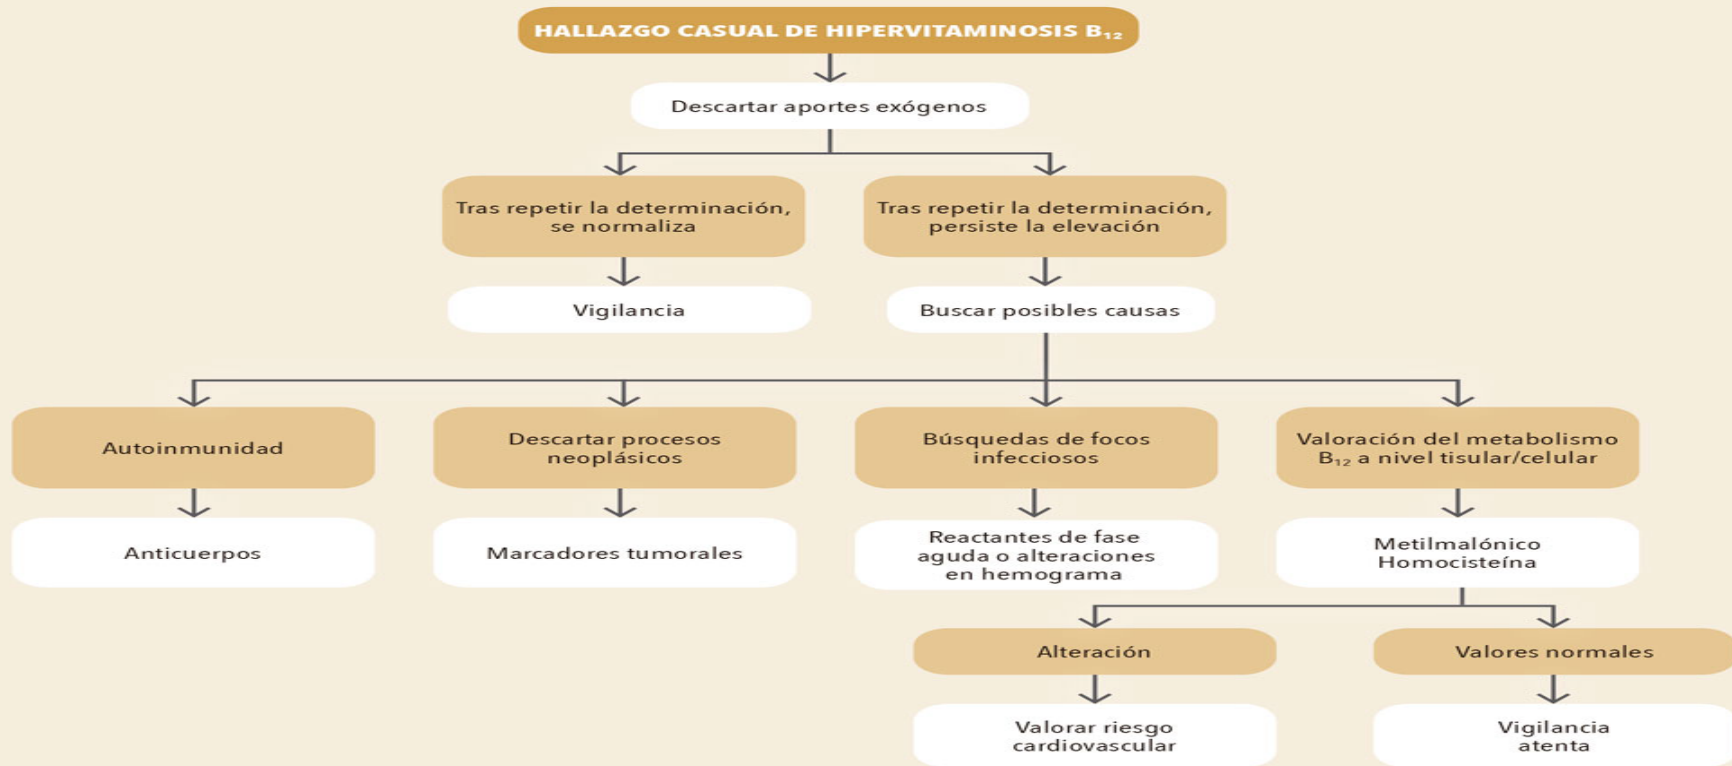 HALLAZGO CASUAL DE HIPERVITAMINOSIS B₁₂
Descartar aportes exógenos
Tras repetir la determinación,
se normaliza
Tras repetir la determinación,
persiste la elevación
Vigilancia
Buscar posibles causas
Autoinmunidad
Descartar procesos
neoplásicos
Búsquedas de focos
infecciosos
Valoración del metabolismo
B₁₂ a nivel tisular/celular
Anticuerpos
Marcadores tumorales
Reactantes de fase
aguda o alteraciones
en hemograma
Metilmalónico
Homocisteína
Alteración
Valores normales
Valorar riesgo
cardiovascular
Vigilancia
atenta